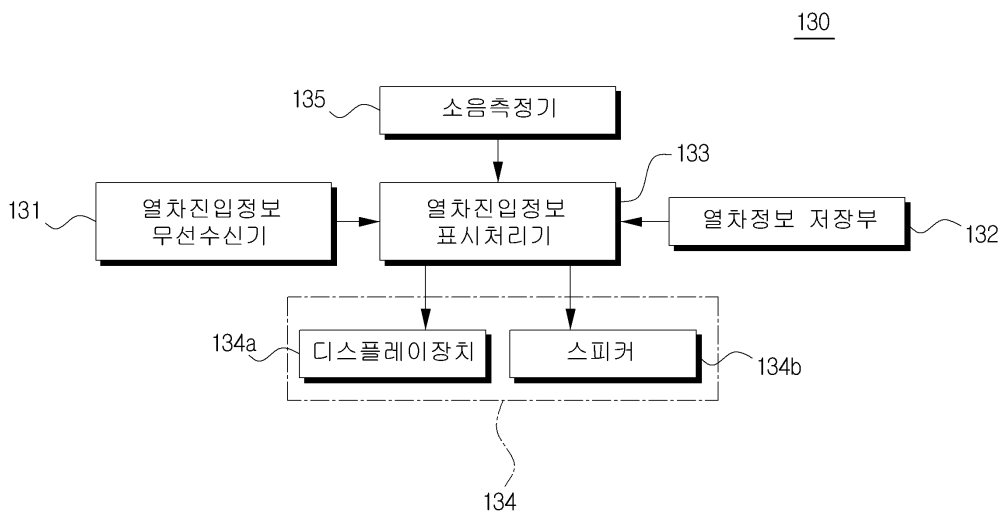 130
135
소음측정기
133
131
열차진입정보
무선수신기
열차진입정보
표시처리기
열차정보 저장부
132
134a
디스플레이장치
스피커
134b
134